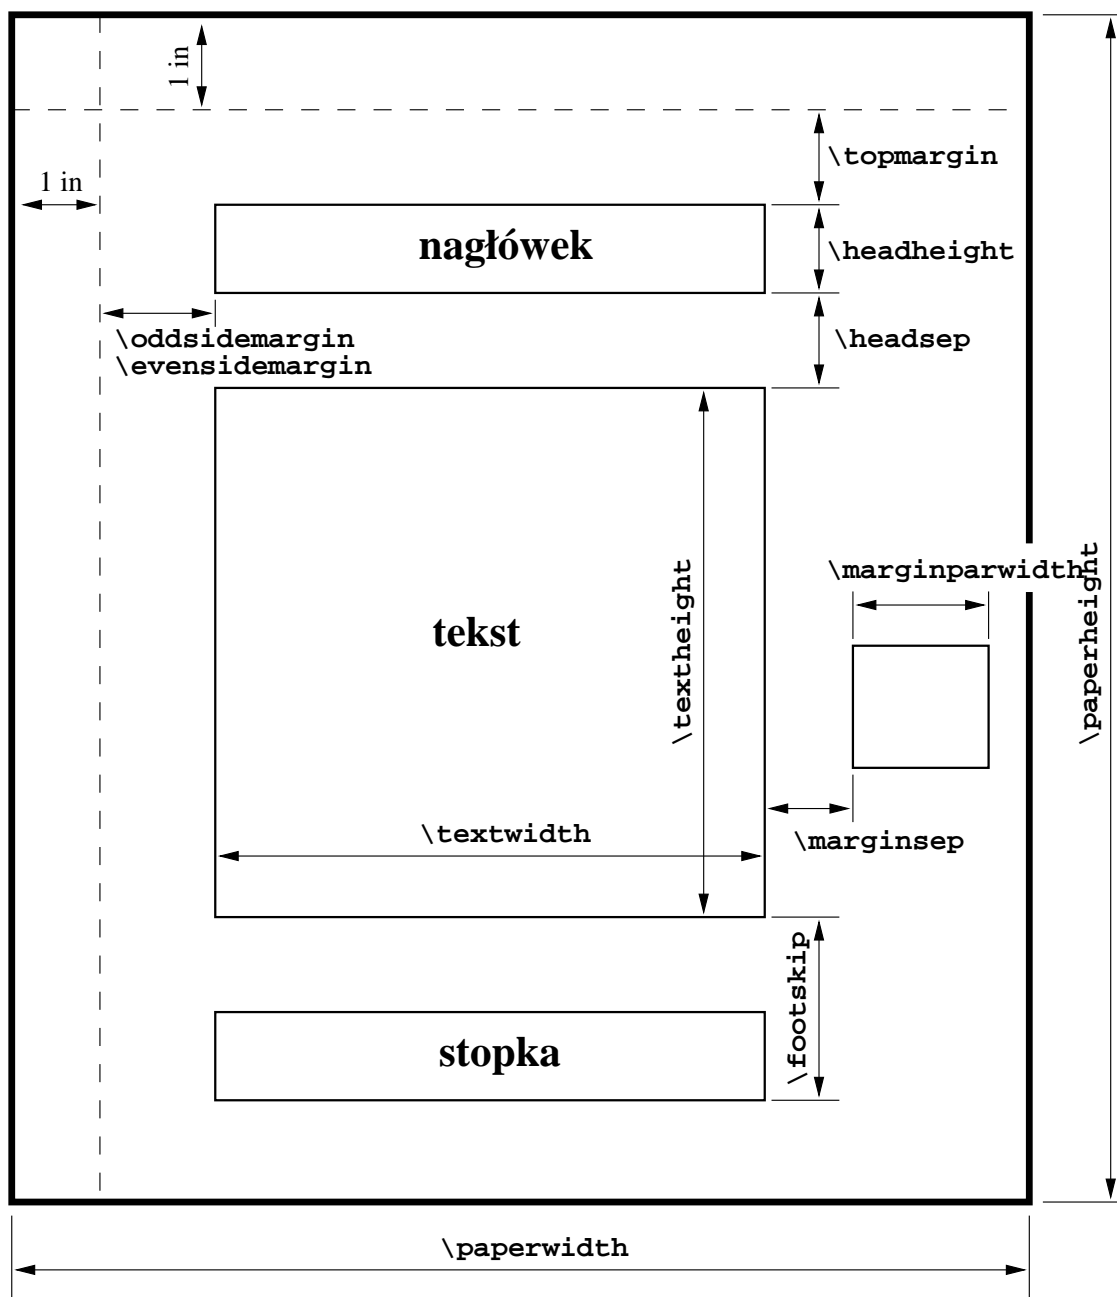 1 in
\topmargin
1 in
nagłówek
\headheight
\oddsidemargin
\evensidemargin
\headsep
\marginparwidth
\textheight
tekst
\paperheight
\textwidth
\marginsep
\footskip
stopka
\paperwidth